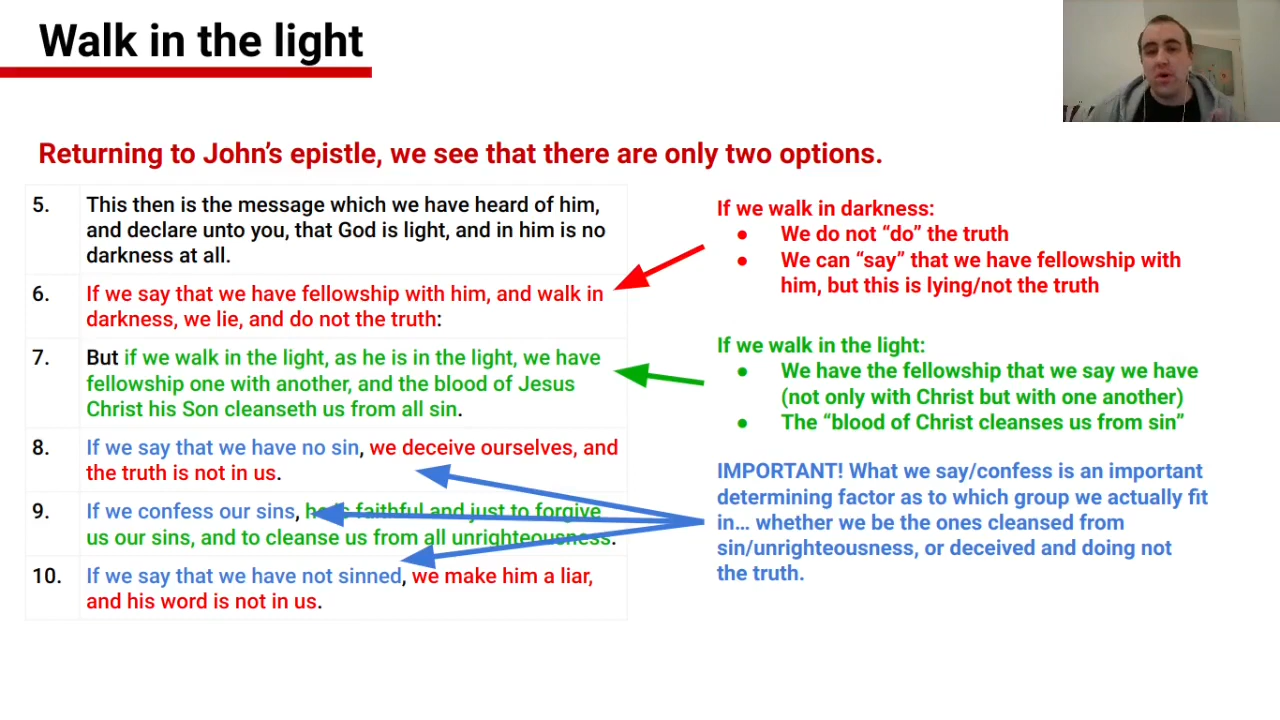 Walk in the light
Returning to John's epistle, we see that there are only two options.
5. This then is the message which we have heard of him,
and declare unto you, that God is light, and in him is no
darkness at all.
6. If we say that we have fellowship with him, and walk in
darkness, we lie, and do not the truth:
7. But if we walk in the light, as he is in the light, we have
fellowship one with another, and the blood of Jesus
Christ his Son cleanseth us from all sin.
8. If we say that we have no sin, we deceive ourselves, and
the truth is not in us.
9. If we confess our sins, he is faithful and just to forgive
us our sins, and to cleanse us from all unrighteousness.
10. If we say that we have not sinned, we make him a liar,
and his word is not in us.
If we walk in darkness:
● We do not “do” the truth
● We can “say” that we have fellowship with
him, but this is lying/not the truth
If we walk in the light:
● We have the fellowship that we say we have
(not only with Christ but with one another)
● The “blood of Christ cleanses us from sin”
IMPORTANT! What we say/confess is an important
determining factor as to which group we actually fit
in… whether we be the ones cleansed from
sin/unrighteousness, or deceived and doing not
the truth.